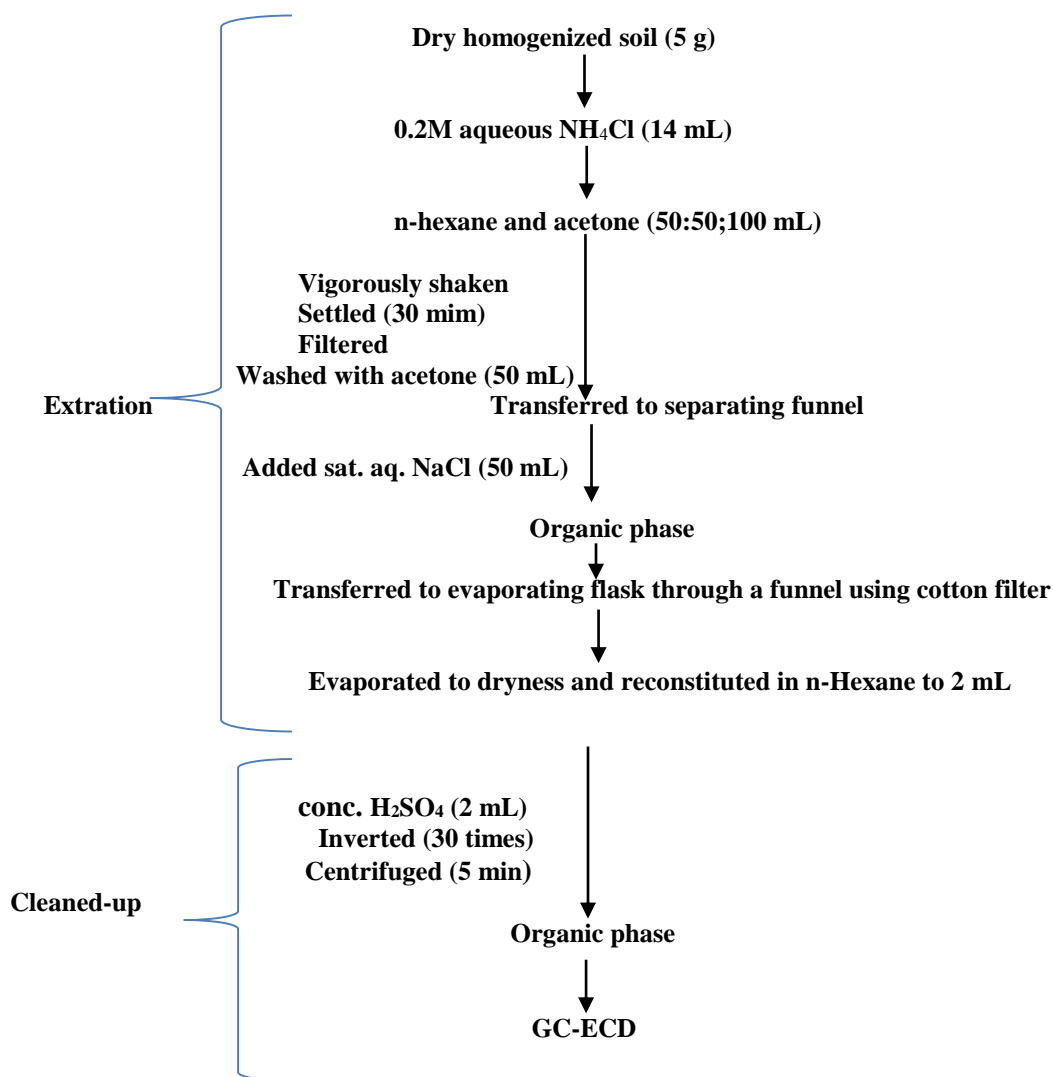 Dry homogenized soil (5 g)
0.2M aqueous NH₄Cl (14 mL)
n-hexane and acetone (50:50;100 mL)
Vigorously shaken
Settled (30 mim)
Filtered
Washed with acetone (50 mL)
Extration
Transferred to separating funnel
Added sat. aq. NaCl (50 mL)
Organic phase
Transferred to evaporating flask through a funnel using cotton filter
Evaporated to dryness and reconstituted in n-Hexane to 2 mL
conc. H₂SO₄ (2 mL)
Inverted (30 times)
Centrifuged (5 min)
Cleaned-up
Organic phase
GC-ECD